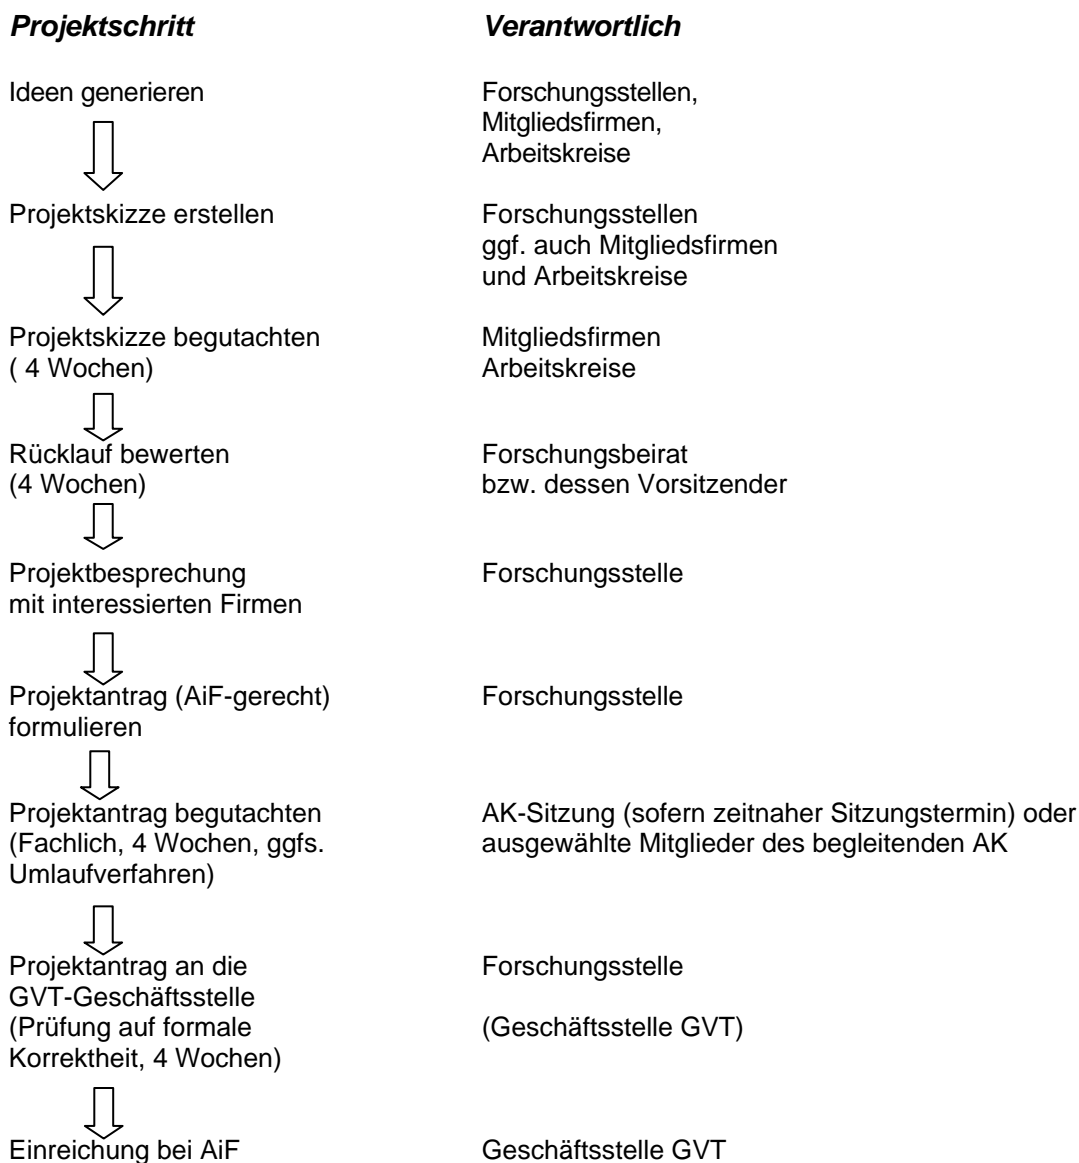 Projektschritt Verantwortlich
Ideen generieren Forschungsstellen,
Mitgliedsfirmen,
Arbeitskreise
Projektskizze erstellen Forschungsstellen
ggf. auch Mitgliedsfirmen
und Arbeitskreise
Projektskizze begutachten Mitgliedsfirmen
( 4 Wochen) Arbeitskreise
Rücklauf bewerten Forschungsbeirat
(4 Wochen) bzw. dessen Vorsitzender
Projektbesprechung Forschungsstelle
mit interessierten Firmen
Projektantrag (AiF-gerecht) Forschungsstelle
formulieren
Projektantrag begutachten AK-Sitzung (sofern zeitnaher Sitzungstermin) oder
(Fachlich, 4 Wochen, ggfs. ausgewählte Mitglieder des begleitenden AK
Umlaufverfahren)
Projektantrag an die Forschungsstelle
GVT-Geschäftsstelle
(Prüfung auf formale (Geschäftsstelle GVT)
Korrektheit, 4 Wochen)
Einreichung bei AiF Geschäftsstelle GVT